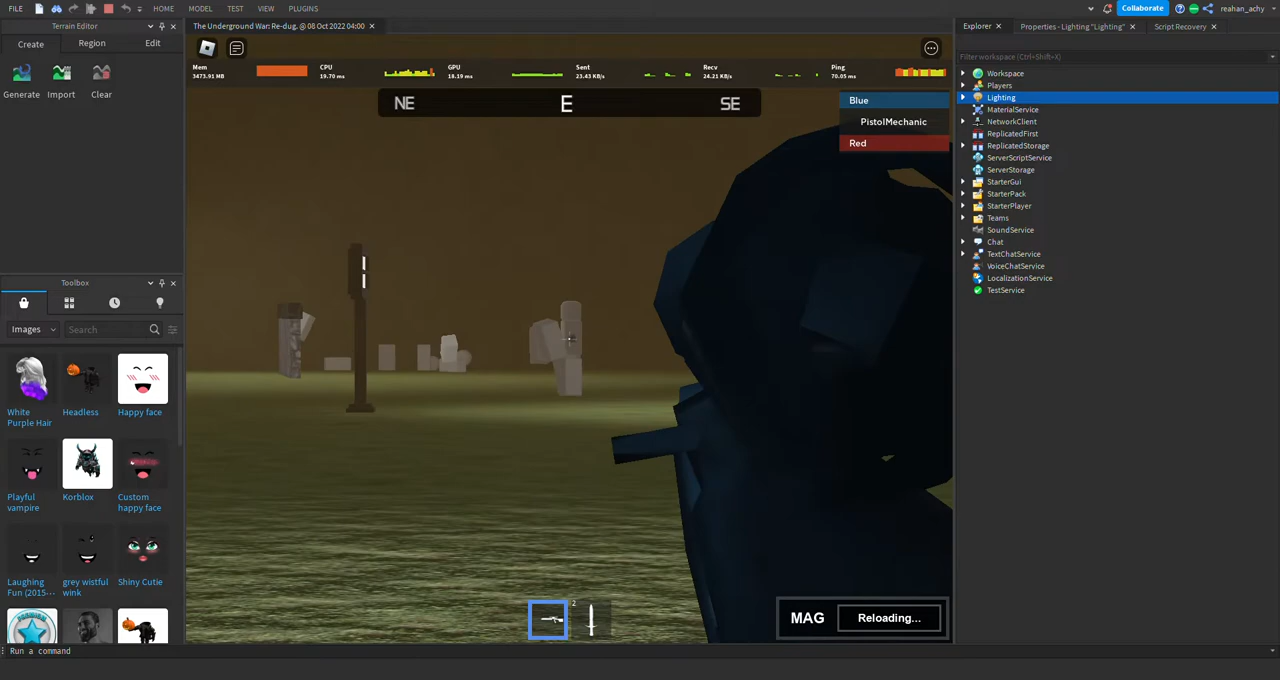 FILE HOME MODEL TEST VIEW PLUGINS Collaborate reahan_achy
Terrain Editor
Create Region Edit
Generate Import Clear
Toolbox
Images Search
White Purple Hair
Headless
Happy face
Playful vampire
Korblox
Custom happy face
Laughing Fun (2015-...
grey wistful wink
Shiny Cutie
PREMIUM
The Underground War: Re-dug, @ 08 Oct 2022 04:00
Mem CPU GPU Sent Recv Ping
3473.91 MB 19.70 ms 18.19 ms 23.43 KB/s 24.21 KB/s 70.05 ms
NE E SE
Blue
PistolMechanic
Red
2
MAG Reloading...
Explorer Properties - Lighting "Lighting" Script Recovery
Filter workspace (Ctrl+Shift+X)
Workspace
Players
Lighting
MaterialService
NetworkClient
ReplicatedFirst
ReplicatedStorage
ServerScriptService
ServerStorage
StarterGui
StarterPack
StarterPlayer
Teams
SoundService
Chat
TextChatService
VoiceChatService
LocalizationService
TestService
Run a command